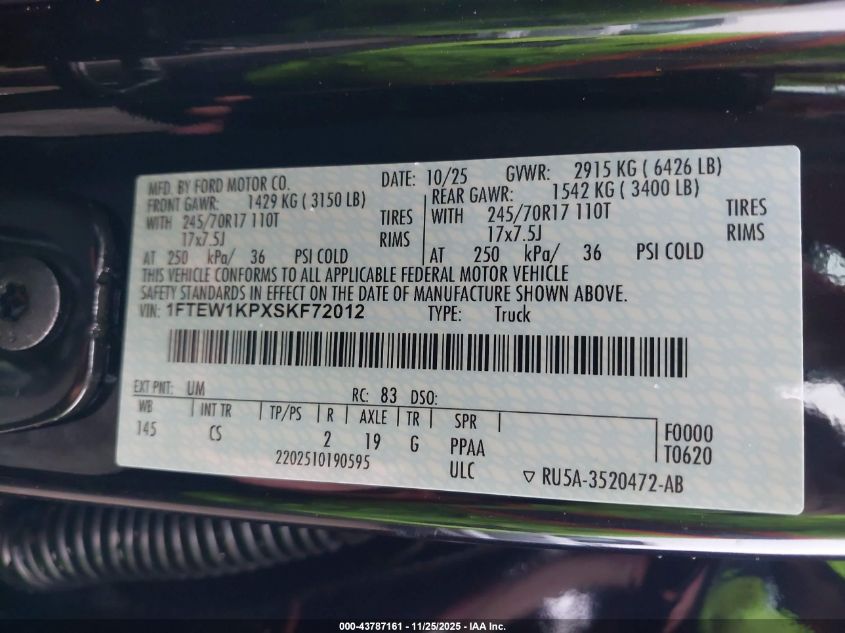 MFD. BY FORD MOTOR CO. DATE: 10/25 GVWR: 2915 KG ( 6426 LB)
FRONT GAWR: 1429 KG ( 3150 LB) REAR GAWR: 1542 KG ( 3400 LB)
WITH 245/70R17 110T TIRES WITH 245/70R17 110T TIRES
17x7.5J RIMS 17x7.5J RIMS
AT 250 kPa/ 36 PSI COLD AT 250 kPa/ 36 PSI COLD
THIS VEHICLE CONFORMS TO ALL APPLICABLE FEDERAL MOTOR VEHICLE
SAFETY STANDARDS IN EFFECT ON THE DATE OF MANUFACTURE SHOWN ABOVE.
VIN: 1FTEW1KPXSKF72012 TYPE: Truck
EXT PNT: UM RC: 83 DSO:
WB INT TR TP/PS R AXLE TR SPR F0000
145 CS 2 19 G PPAA T0620
2202510190595 ULC ▽ RU5A-3520472-AB
000-43787161 - 11/25/2025 - IAA Inc.